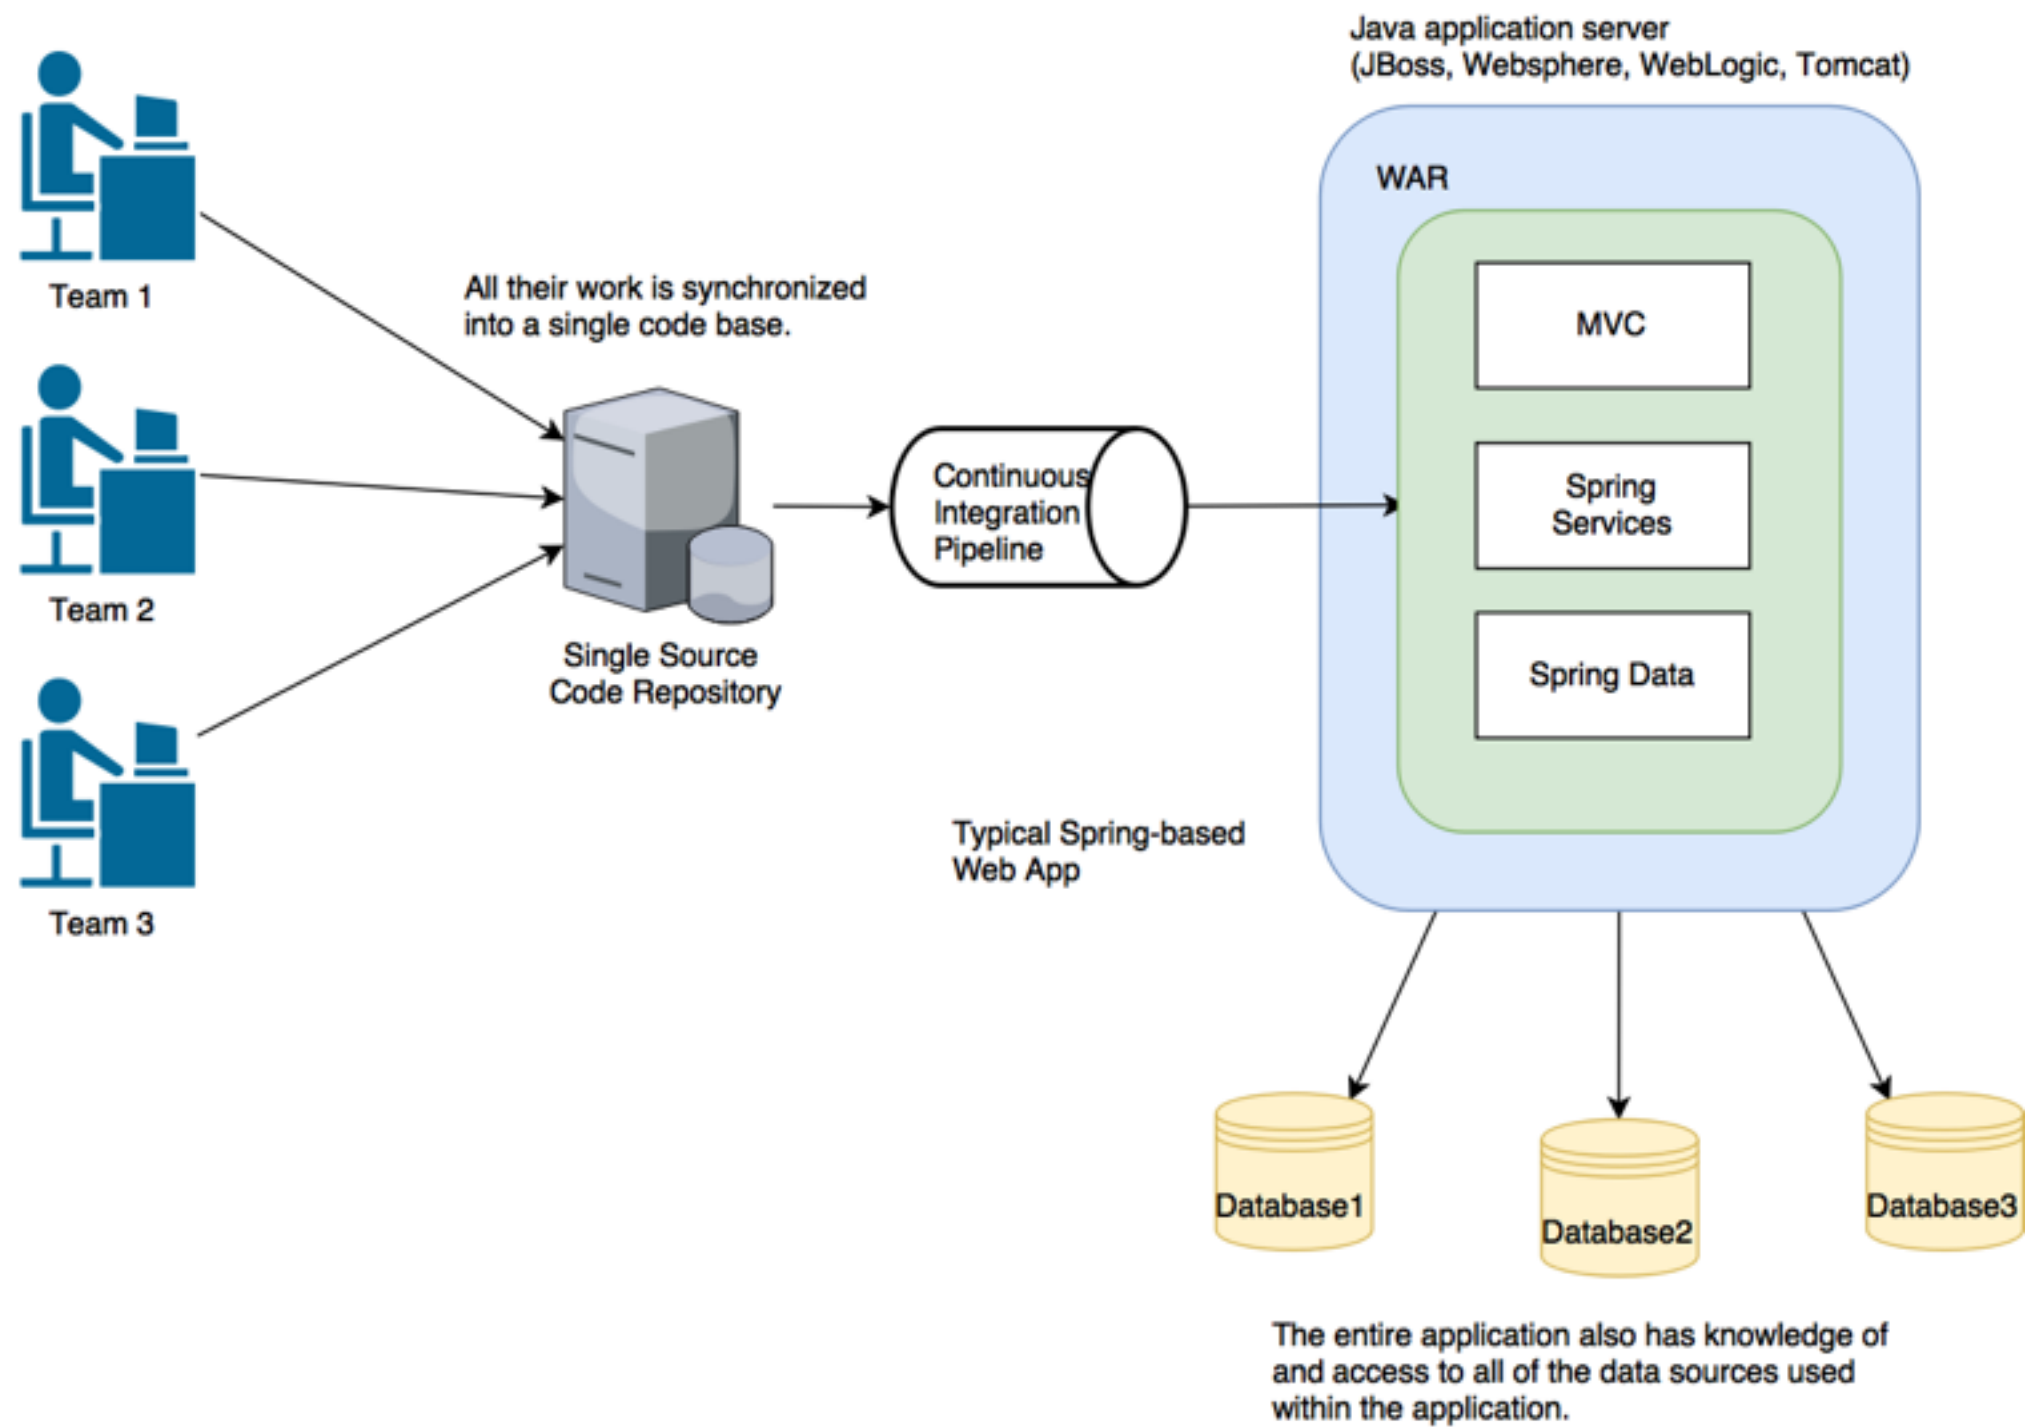 Java application server
(JBoss, Websphere, WebLogic, Tomcat)
WAR
MVC
Spring
Services
Spring Data
Team 1
Team 2
Team 3
All their work is synchronized
into a single code base.
Single Source
Code Repository
Continuous
Integration
Pipeline
Typical Spring-based
Web App
Database1
Database2
Database3
The entire application also has knowledge of
and access to all of the data sources used
within the application.